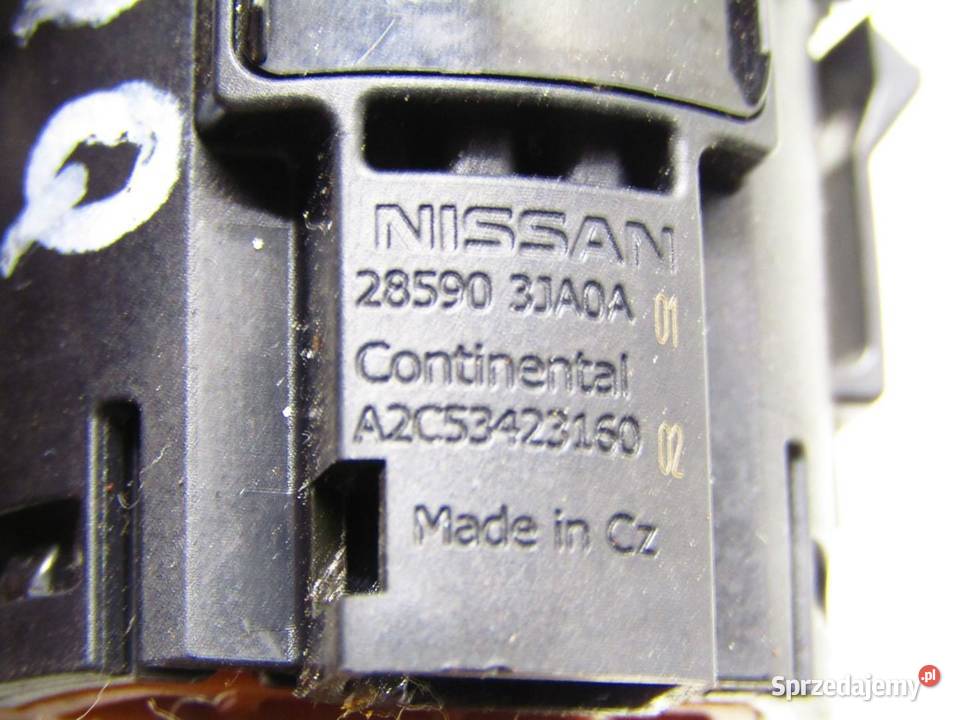 NISSAN
28590 3JA0A 01
Continental
A2C53423160 02
Made in Cz
Sprzedajemy.pl